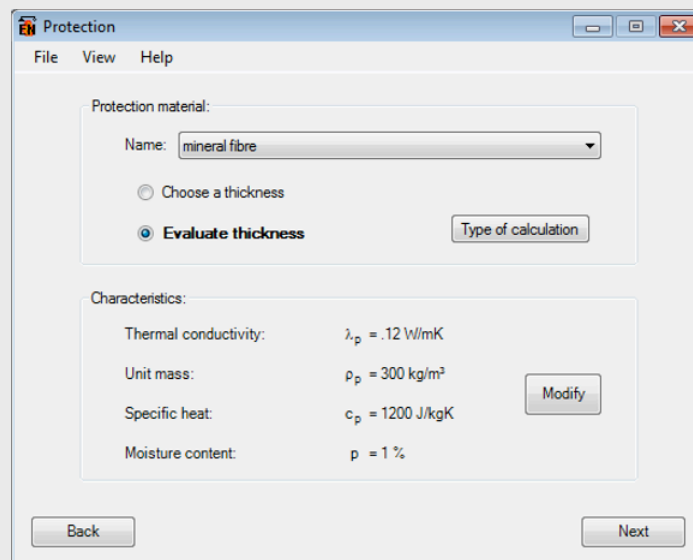 EN Protection
File View Help
Protection material:
Name: mineral fibre
Choose a thickness
Evaluate thickness Type of calculation
Characteristics:
Thermal conductivity: λp = .12 W/mK
Unit mass: ρp = 300 kg/m³
Specific heat: cp = 1200 J/kgK
Moisture content: p = 1 %
Modify
Back Next